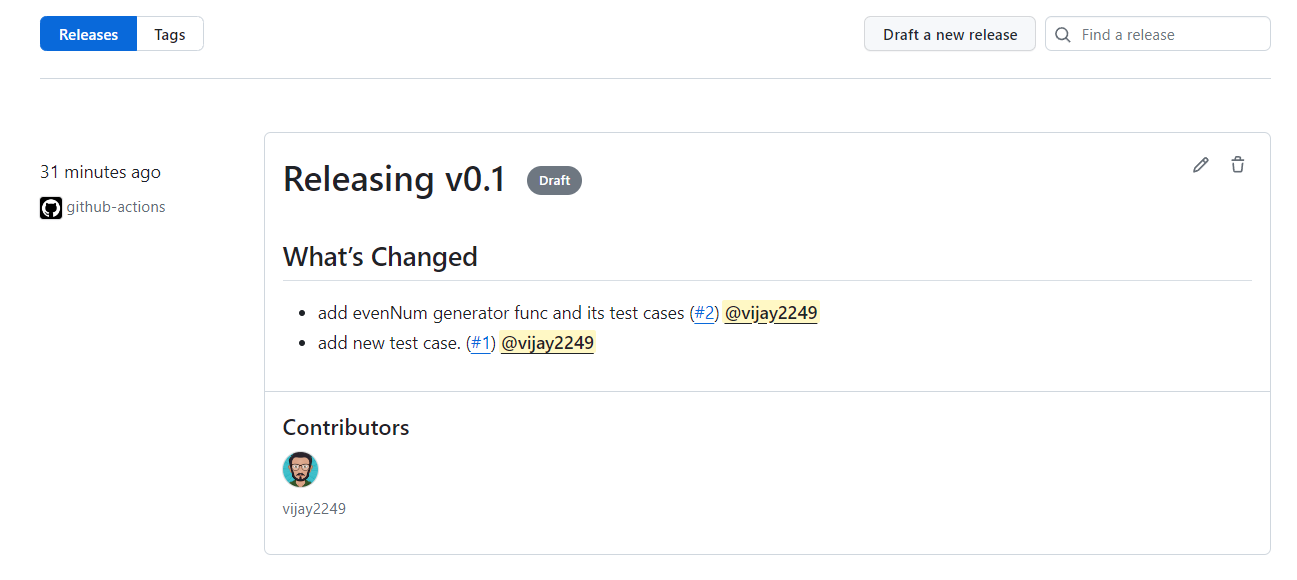 Releases Tags Draft a new release Find a release
31 minutes ago
github-actions
Releasing v0.1 Draft
What's Changed
add evenNum generator func and its test cases (#2) @vijay2249
add new test case. (#1) @vijay2249
Contributors
vijay2249